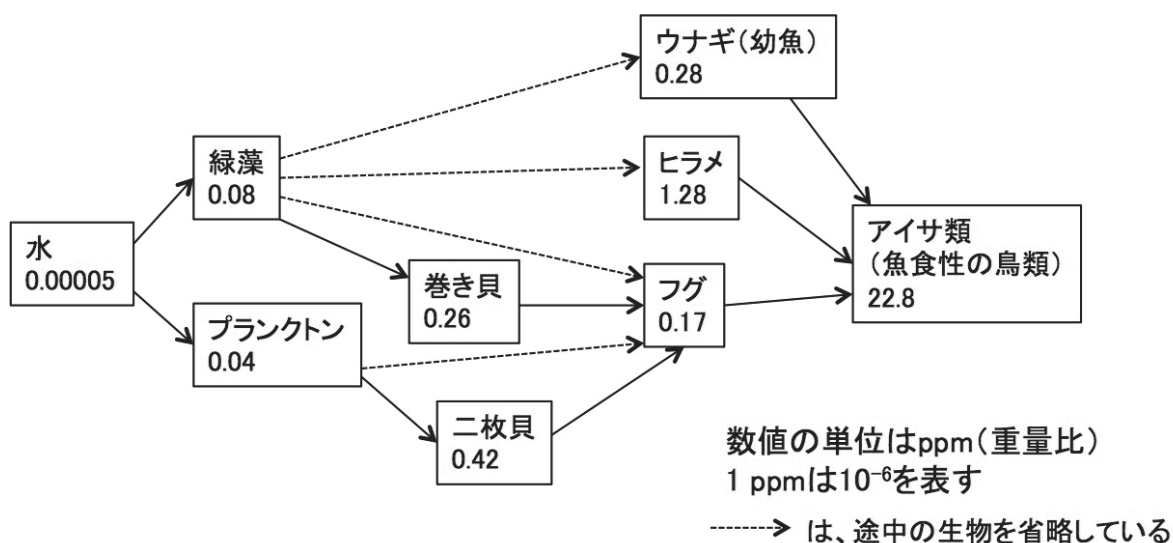 ウナギ(幼魚)
0.28
緑藻
0.08
ヒラメ
1.28
水
0.00005
アイサ類
(魚食性の鳥類)
22.8
巻き貝
0.26
フグ
0.17
プランクトン
0.04
二枚貝
0.42
数値の単位はppm(重量比)
1 ppmは10⁻⁶を表す
は、途中の生物を省略している